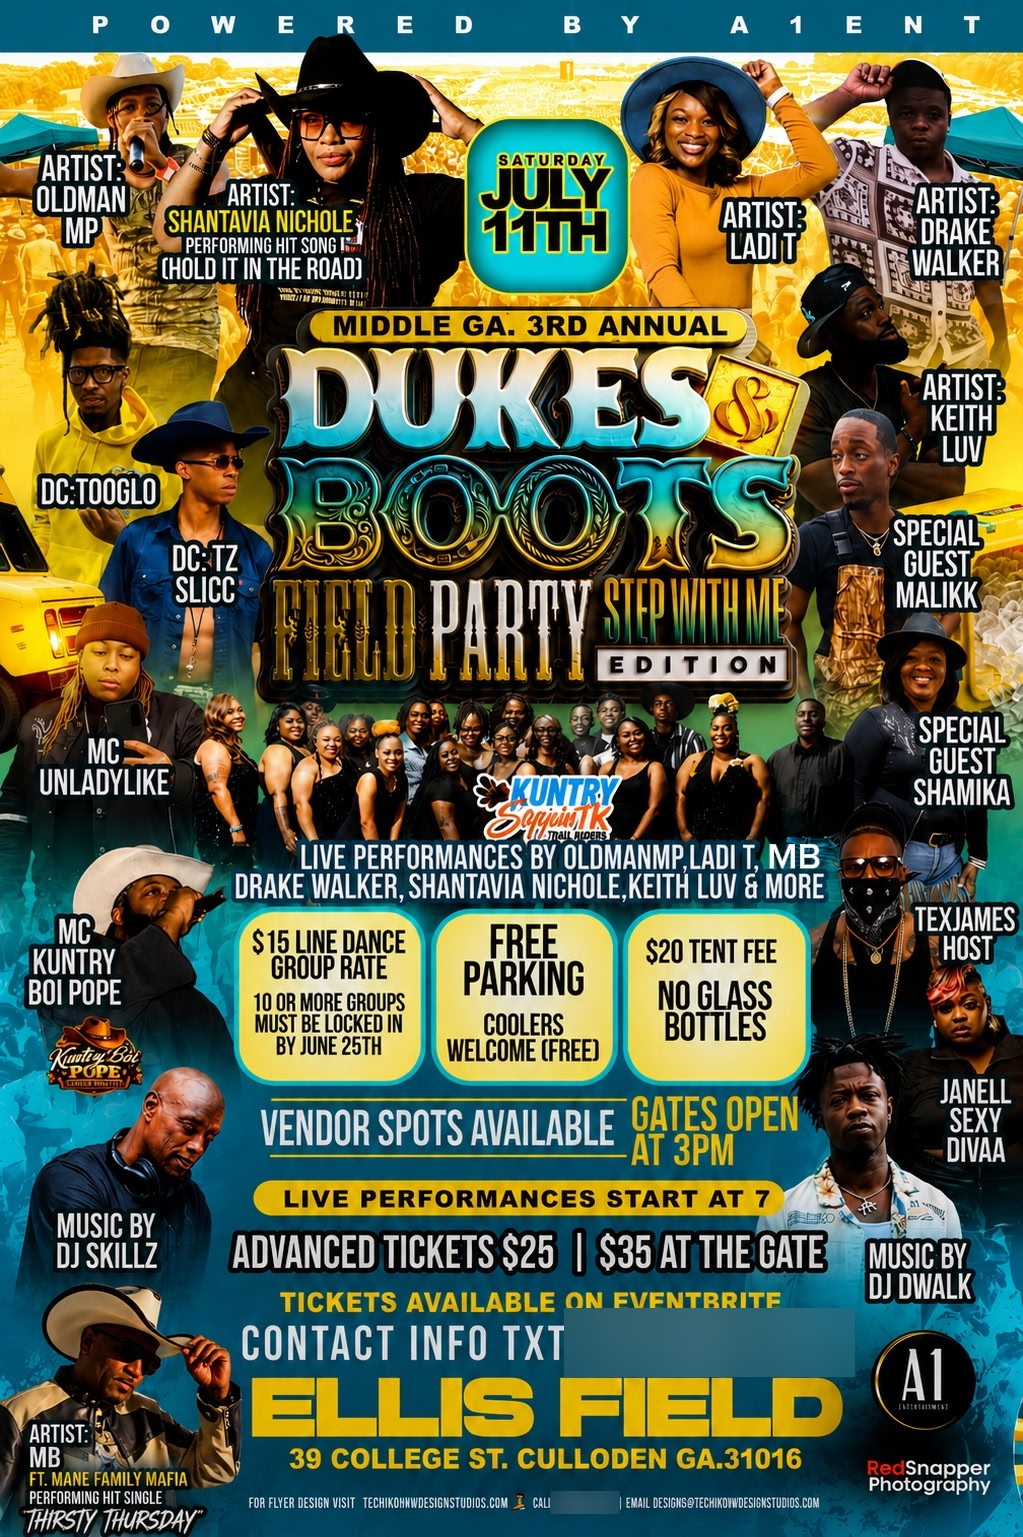 POWERED BY A1ENT
ARTIST:
OLDMAN
MP
ARTIST:
SHANTAVIA NICHOLE
PERFORMING HIT SONG
(HOLD IT IN THE ROAD)
SATURDAY
JULY
11TH
ARTIST:
LADI T
ARTIST:
DRAKE
WALKER
MIDDLE GA. 3RD ANNUAL
DUKES &
BOOTS
FIELD PARTY STEP WITH ME
EDITION
ARTIST:
KEITH
LUV
DC:TOOGLO
DC: TZ
SLICC
SPECIAL
GUEST
MALIKK
MC
UNLADYLIKE
SPECIAL
GUEST
SHAMIKA
KUNTRY
TRAIL RIDERS
LIVE PERFORMANCES BY OLDMANMP,LADI T, MB
DRAKE WALKER, SHANTAVIA NICHOLE,KEITH LUV & MORE
MC
KUNTRY
BOI POPE
Kuntry Boi
POPE
$15 LINE DANCE
GROUP RATE
10 OR MORE GROUPS
MUST BE LOCKED IN
BY JUNE 25TH
FREE
PARKING
COOLERS
WELCOME (FREE)
$20 TENT FEE
NO GLASS
BOTTLES
TEXJAMES
HOST
JANELL
SEXY
DIVAA
VENDOR SPOTS AVAILABLE
GATES OPEN
AT 3PM
LIVE PERFORMANCES START AT 7
ADVANCED TICKETS $25 | $35 AT THE GATE
MUSIC BY
DJ SKILLZ
MUSIC BY
DJ DWALK
TICKETS AVAILABLE ON EVENTBRITE
CONTACT INFO TXT
ELLIS FIELD
39 COLLEGE ST. CULLODEN GA.31016
ARTIST:
MB
FT. MANE FAMILY MAFIA
PERFORMING HIT SINGLE
"THIRSTY THURSDAY"
A1
ENTERTAINMENT
RedSnapper
Photography
FOR FLYER DESIGN VISIT TECHIKOHNWDESIGNSTUDIOS.COM CALL | EMAIL DESIGNS@TECHIKOWDESIGNSTUDIOS.COM